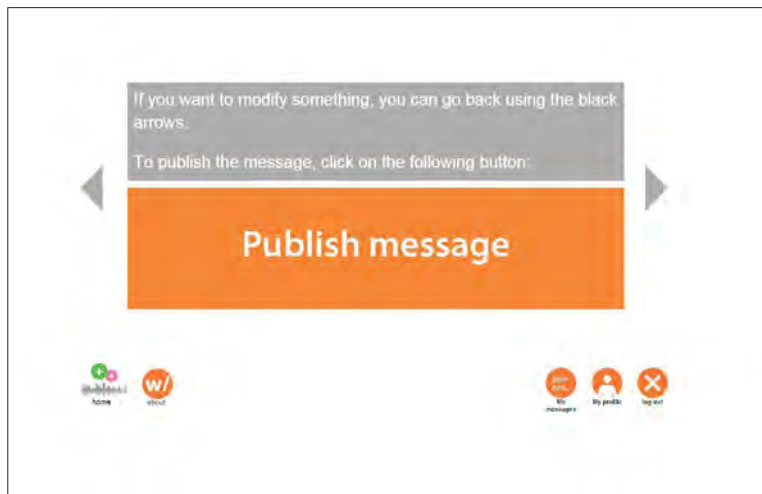 If you want to modify something, you can go back using the black
arrows.
To publish the message, click on the following button:
Publish message
w/
home
about
My
messages
My profile
log out